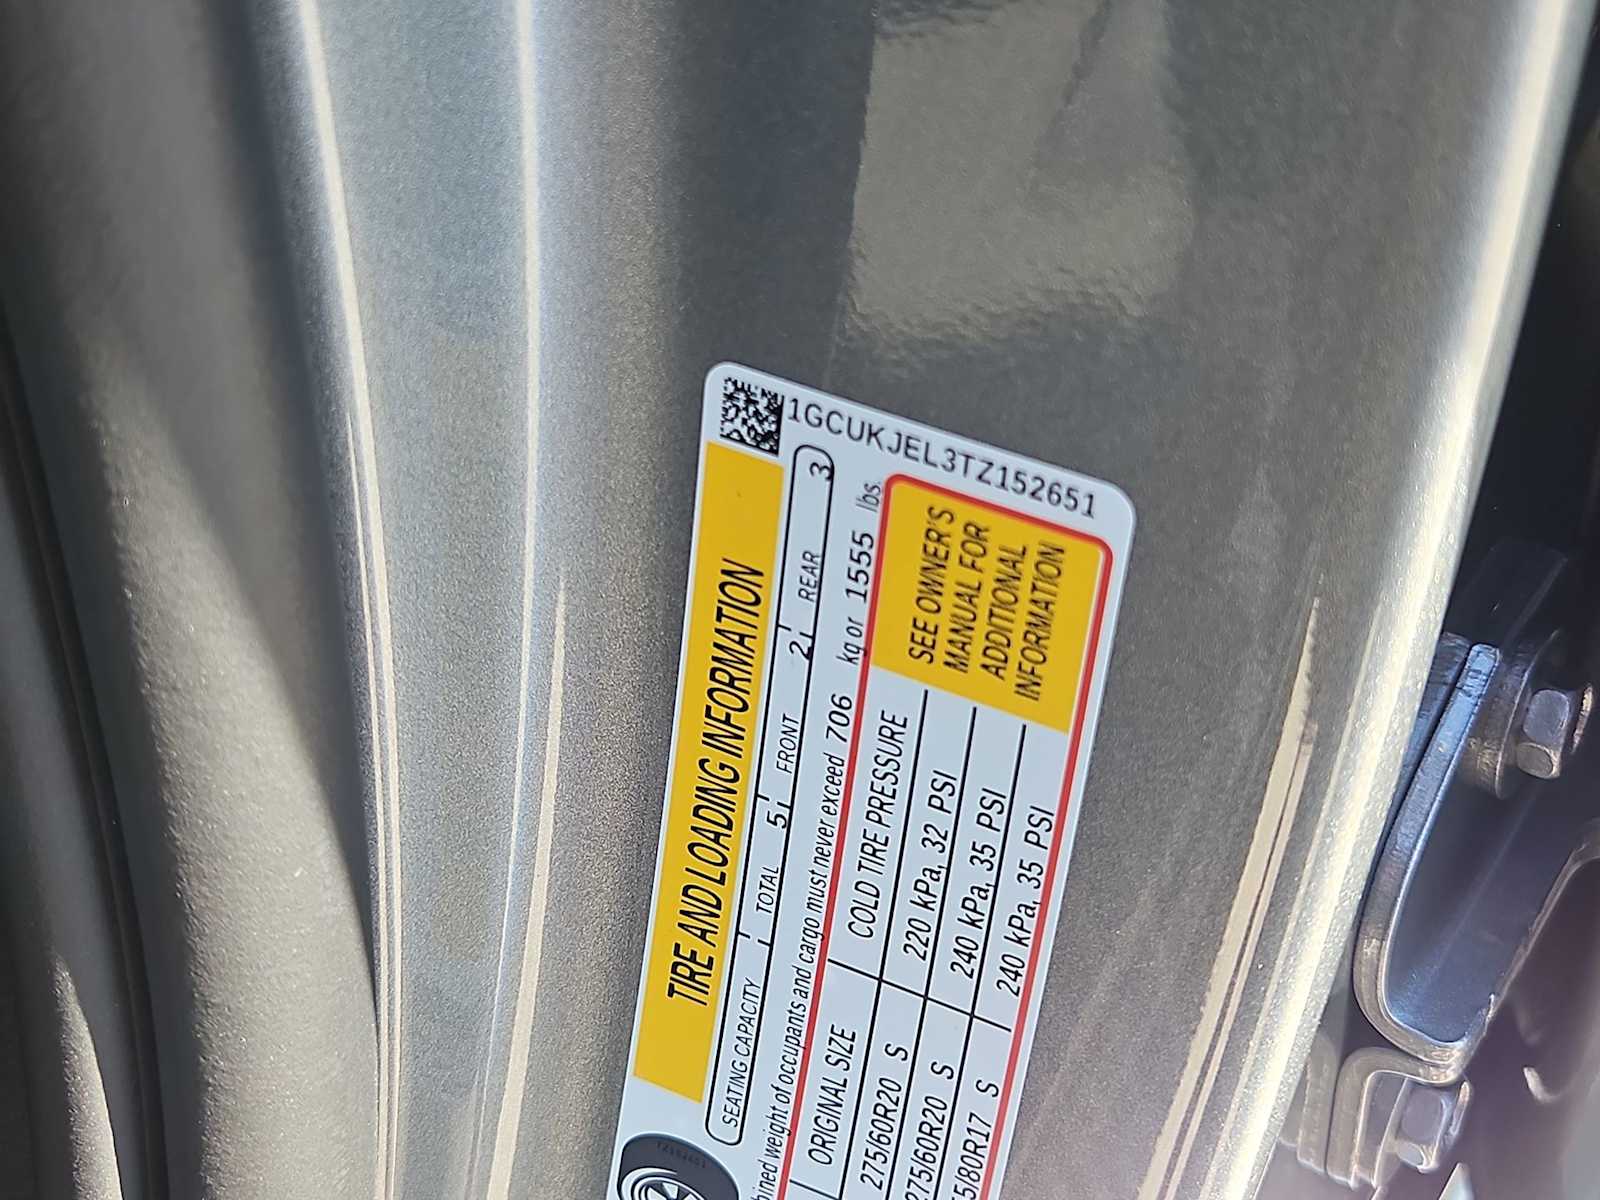 1GCUKJEL3TZ152651
TIRE AND LOADING INFORMATION
SEATING CAPACITY TOTAL 5 FRONT 2 REAR 3
weight of occupants and cargo must never exceed 706 kg or 1555 lbs.
ORIGINAL SIZE COLD TIRE PRESSURE
275/60R20 S 220 kPa, 32 PSI
275/60R20 S 240 kPa, 35 PSI
5/80R17 S 240 kPa, 35 PSI
SEE OWNER'S
MANUAL FOR
ADDITIONAL
INFORMATION